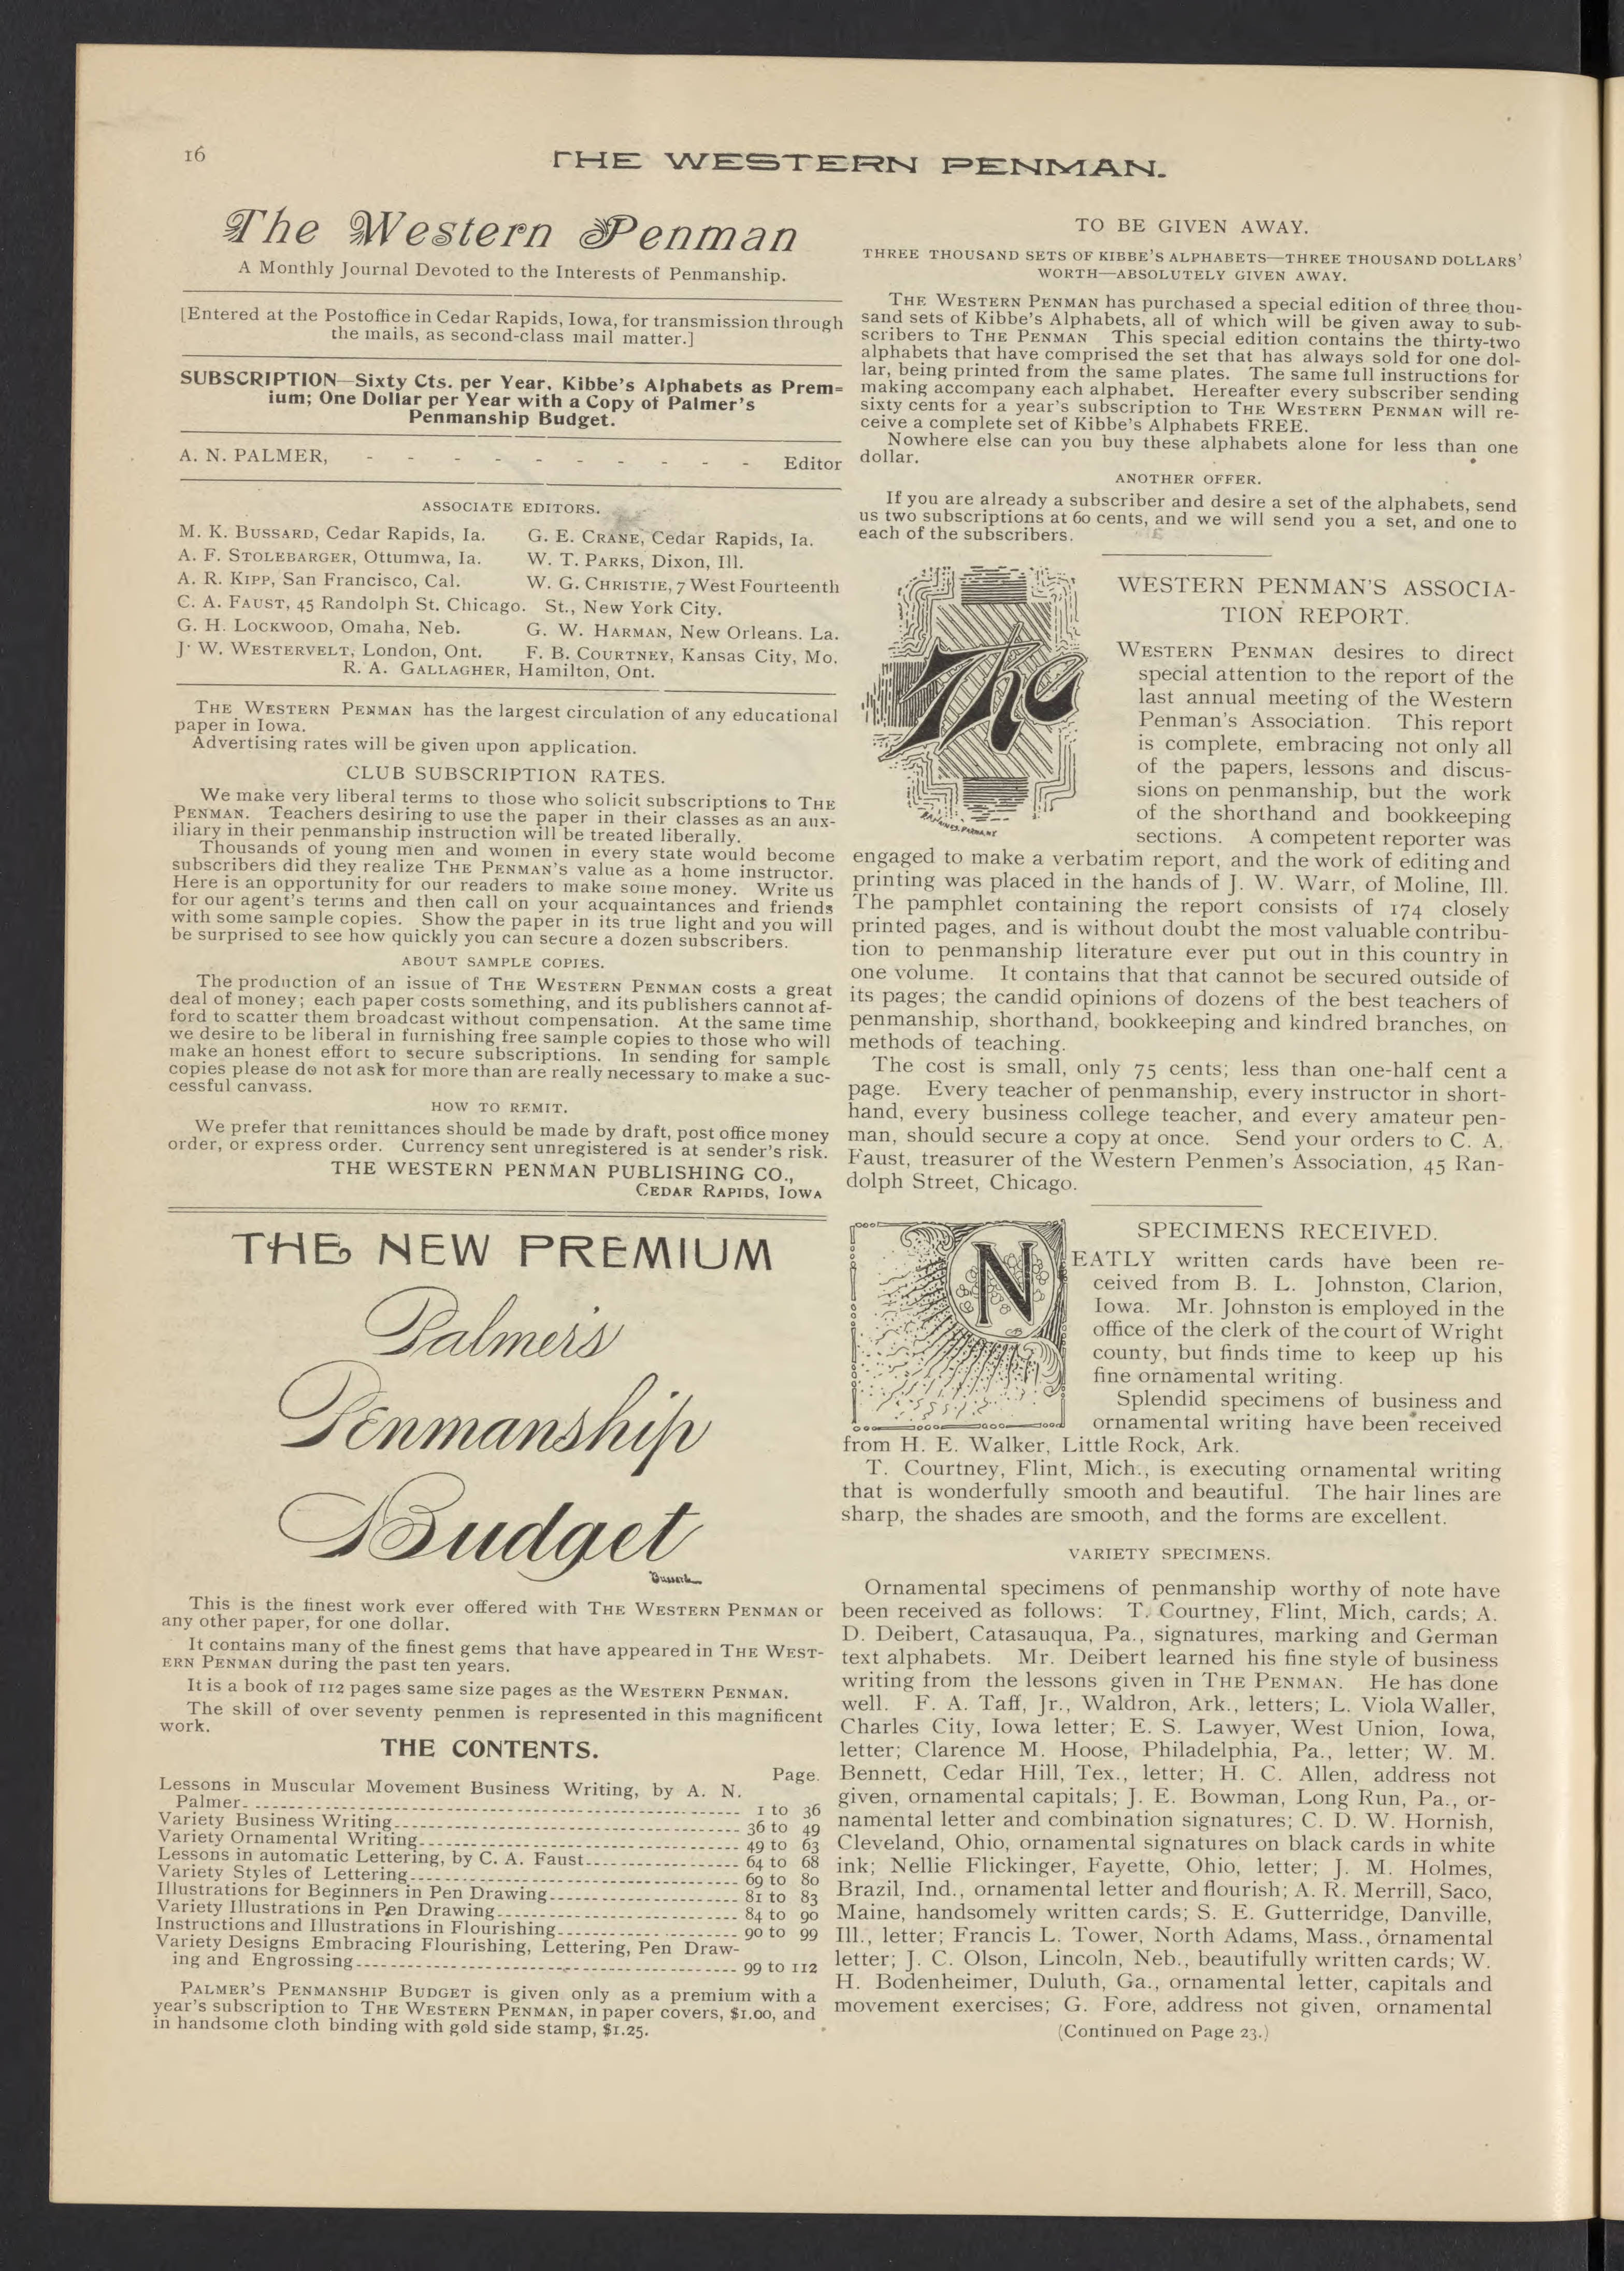 16
THE WESTERN PENMAN.
The Western Penman
A Monthly Journal Devoted to the Interests of Penmanship.
[Entered at the Postoffice in Cedar Rapids, Iowa, for transmission through
the mails, as second-class mail matter.]
SUBSCRIPTION—Sixty Cts. per Year, Kibbe's Alphabets as Prem=
ium; One Dollar per Year with a Copy of Palmer's
Penmanship Budget.
A. N. PALMER, - - - - - - - - - - Editor
ASSOCIATE EDITORS.
M. K. BUSSARD, Cedar Rapids, Ia. G. E. CRANE, Cedar Rapids, Ia.
A. F. STOLEBARGER, Ottumwa, Ia. W. T. PARKS, Dixon, Ill.
A. R. KIPP, San Francisco, Cal. W. G. CHRISTIE, 7 West Fourteenth
C. A. FAUST, 45 Randolph St. Chicago. St., New York City.
G. H. LOCKWOOD, Omaha, Neb. G. W. HARMAN, New Orleans. La.
J. W. WESTERVELT, London, Ont. F. B. COURTNEY, Kansas City, Mo.
R. A. GALLAGHER, Hamilton, Ont.
THE WESTERN PENMAN has the largest circulation of any educational
paper in Iowa.
Advertising rates will be given upon application.
CLUB SUBSCRIPTION RATES.
We make very liberal terms to those who solicit subscriptions to THE
PENMAN. Teachers desiring to use the paper in their classes as an aux-
iliary in their penmanship instruction will be treated liberally.
Thousands of young men and women in every state would become
subscribers did they realize THE PENMAN'S value as a home instructor.
Here is an opportunity for our readers to make some money. Write us
for our agent's terms and then call on your acquaintances and friends
with some sample copies. Show the paper in its true light and you will
be surprised to see how quickly you can secure a dozen subscribers.
ABOUT SAMPLE COPIES.
The production of an issue of THE WESTERN PENMAN costs a great
deal of money; each paper costs something, and its publishers cannot af-
ford to scatter them broadcast without compensation. At the same time
we desire to be liberal in furnishing free sample copies to those who will
make an honest effort to secure subscriptions. In sending for sample
copies please do not ask for more than are really necessary to make a suc-
cessful canvass.
HOW TO REMIT.
We prefer that remittances should be made by draft, post office money
order, or express order. Currency sent unregistered is at sender's risk.
THE WESTERN PENMAN PUBLISHING CO.,
CEDAR RAPIDS, IOWA
THE NEW PREMIUM
Palmer's
Penmanship
Budget
Bussard
This is the finest work ever offered with THE WESTERN PENMAN or
any other paper, for one dollar.
It contains many of the finest gems that have appeared in THE WEST-
ERN PENMAN during the past ten years.
It is a book of 112 pages same size pages as the WESTERN PENMAN.
The skill of over seventy penmen is represented in this magnificent
work.
THE CONTENTS.
Page.
Lessons in Muscular Movement Business Writing, by A. N.
Palmer 1 to 36
Variety Business Writing 36 to 49
Variety Ornamental Writing 49 to 63
Lessons in automatic Lettering, by C. A. Faust 64 to 68
Variety Styles of Lettering 69 to 80
Illustrations for Beginners in Pen Drawing 81 to 83
Variety Illustrations in Pen Drawing 84 to 90
Instructions and Illustrations in Flourishing 90 to 99
Variety Designs Embracing Flourishing, Lettering, Pen Draw-
ing and Engrossing 99 to 112
PALMER'S PENMANSHIP BUDGET is given only as a premium with a
year's subscription to THE WESTERN PENMAN, in paper covers, $1.00, and
in handsome cloth binding with gold side stamp, $1.25.
TO BE GIVEN AWAY.
THREE THOUSAND SETS OF KIBBE'S ALPHABETS—THREE THOUSAND DOLLARS'
WORTH—ABSOLUTELY GIVEN AWAY.
THE WESTERN PENMAN has purchased a special edition of three thou-
sand sets of Kibbe's Alphabets, all of which will be given away to sub-
scribers to THE PENMAN This special edition contains the thirty-two
alphabets that have comprised the set that has always sold for one dol-
lar, being printed from the same plates. The same full instructions for
making accompany each alphabet. Hereafter every subscriber sending
sixty cents for a year's subscription to THE WESTERN PENMAN will re-
ceive a complete set of Kibbe's Alphabets FREE.
Nowhere else can you buy these alphabets alone for less than one
dollar.
ANOTHER OFFER.
If you are already a subscriber and desire a set of the alphabets, send
us two subscriptions at 60 cents, and we will send you a set, and one to
each of the subscribers.
WESTERN PENMAN'S ASSOCIA-
TION REPORT.
The
WESTERN PENMAN desires to direct
special attention to the report of the
last annual meeting of the Western
Penman's Association. This report
is complete, embracing not only all
of the papers, lessons and discus-
sions on penmanship, but the work
of the shorthand and bookkeeping
sections. A competent reporter was
engaged to make a verbatim report, and the work of editing and
printing was placed in the hands of J. W. Warr, of Moline, Ill.
The pamphlet containing the report consists of 174 closely
printed pages, and is without doubt the most valuable contribu-
tion to penmanship literature ever put out in this country in
one volume. It contains that that cannot be secured outside of
its pages; the candid opinions of dozens of the best teachers of
penmanship, shorthand, bookkeeping and kindred branches, on
methods of teaching.
The cost is small, only 75 cents; less than one-half cent a
page. Every teacher of penmanship, every instructor in short-
hand, every business college teacher, and every amateur pen-
man, should secure a copy at once. Send your orders to C. A.
Faust, treasurer of the Western Penmen's Association, 45 Ran-
dolph Street, Chicago.
SPECIMENS RECEIVED.
NEATLY written cards have been re-
ceived from B. L. Johnston, Clarion,
Iowa. Mr. Johnston is employed in the
office of the clerk of the court of Wright
county, but finds time to keep up his
fine ornamental writing.
Splendid specimens of business and
ornamental writing have been received
from H. E. Walker, Little Rock, Ark.
T. Courtney, Flint, Mich., is executing ornamental writing
that is wonderfully smooth and beautiful. The hair lines are
sharp, the shades are smooth, and the forms are excellent.
VARIETY SPECIMENS.
Ornamental specimens of penmanship worthy of note have
been received as follows: T. Courtney, Flint, Mich, cards; A.
D. Deibert, Catasauqua, Pa., signatures, marking and German
text alphabets. Mr. Deibert learned his fine style of business
writing from the lessons given in THE PENMAN. He has done
well. F. A. Taff, Jr., Waldron, Ark., letters; L. Viola Waller,
Charles City, Iowa letter; E. S. Lawyer, West Union, Iowa,
letter; Clarence M. Hoose, Philadelphia, Pa., letter; W. M.
Bennett, Cedar Hill, Tex., letter; H. C. Allen, address not
given, ornamental capitals; J. E. Bowman, Long Run, Pa., or-
namental letter and combination signatures; C. D. W. Hornish,
Cleveland, Ohio, ornamental signatures on black cards in white
ink; Nellie Flickinger, Fayette, Ohio, letter; J. M. Holmes,
Brazil, Ind., ornamental letter and flourish; A. R. Merrill, Saco,
Maine, handsomely written cards; S. E. Gutterridge, Danville,
Ill., letter; Francis L. Tower, North Adams, Mass., ornamental
letter; J. C. Olson, Lincoln, Neb., beautifully written cards; W.
H. Bodenheimer, Duluth, Ga., ornamental letter, capitals and
movement exercises; G. Fore, address not given, ornamental
(Continued on Page 23.)